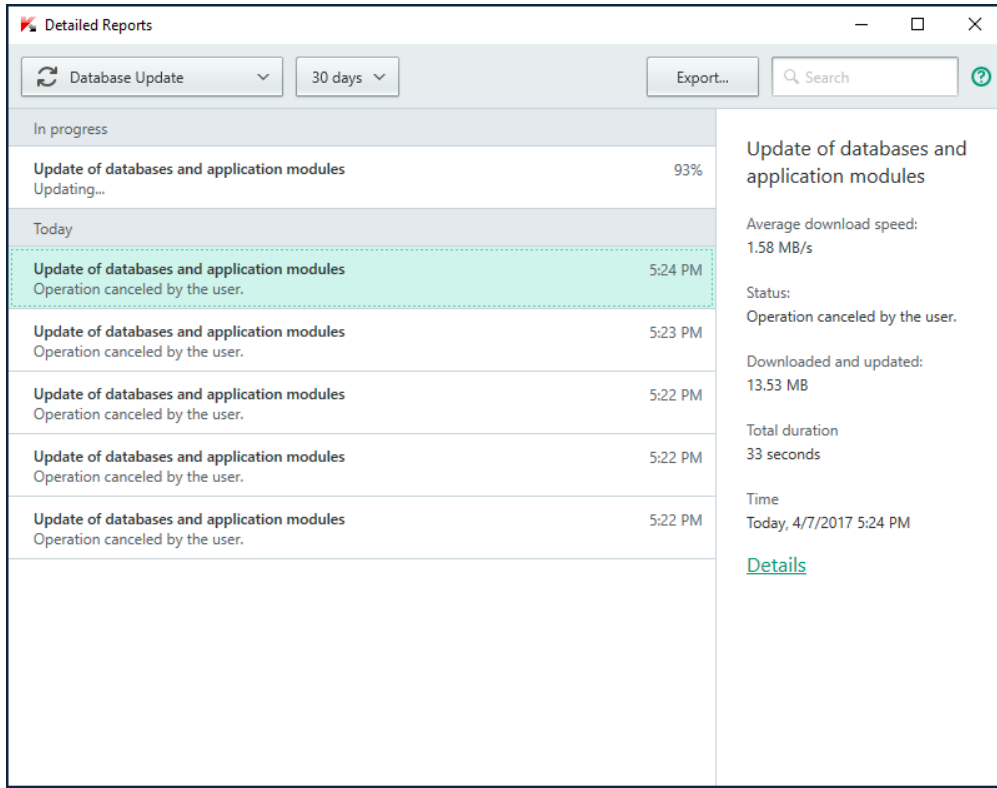 Detailed Reports
Database Update
30 days
Export...
Search
In progress
Update of databases and application modules
93%
Updating...
Today
Update of databases and application modules
5:24 PM
Operation canceled by the user.
Update of databases and application modules
5:23 PM
Operation canceled by the user.
Update of databases and application modules
5:22 PM
Operation canceled by the user.
Update of databases and application modules
5:22 PM
Operation canceled by the user.
Update of databases and application modules
5:22 PM
Operation canceled by the user.
Update of databases and
application modules
Average download speed:
1.58 MB/s
Status:
Operation canceled by the user.
Downloaded and updated:
13.53 MB
Total duration
33 seconds
Time
Today, 4/7/2017 5:24 PM
Details